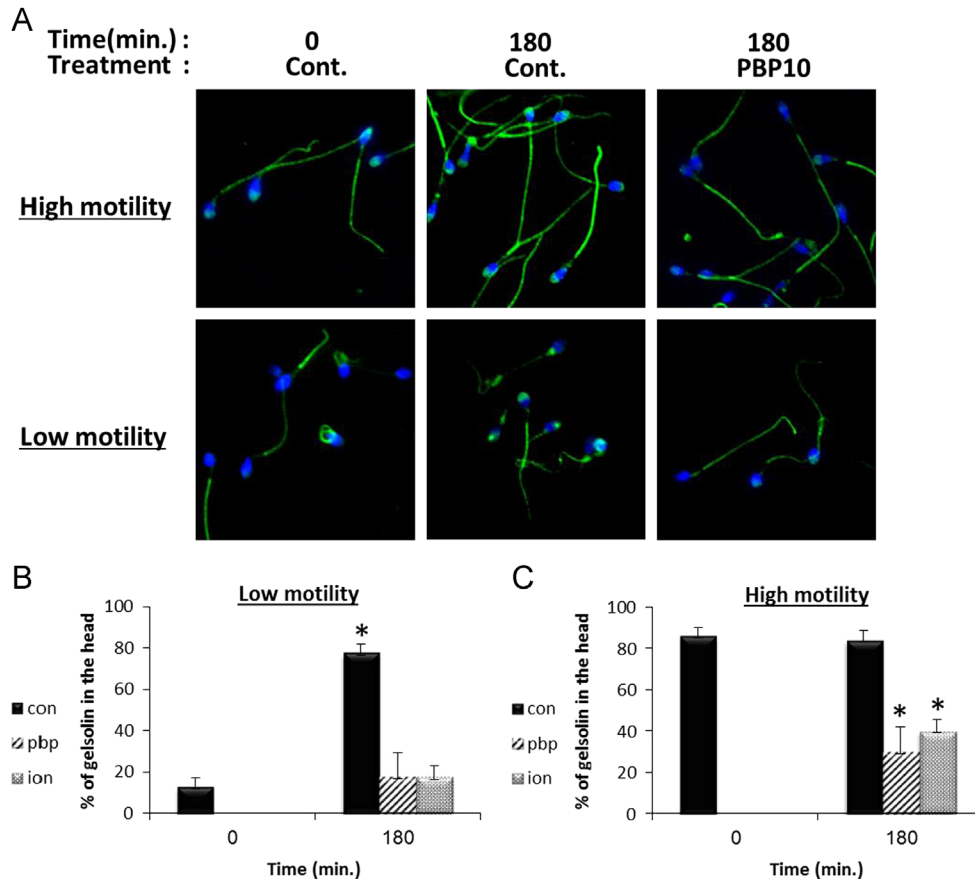 A
Time(min.) : 0 180 180
Treatment : Cont. Cont. PBP10
High motility
Low motility
B
Low motility
% of gelsolin in the head
100
80
60
40
20
0
con
pbp
ion
*
0 180
Time (min.)
C
High motility
% of gelsolin in the head
100
80
60
40
20
0
con
pbp
ion
* *
0 180
Time (min.)